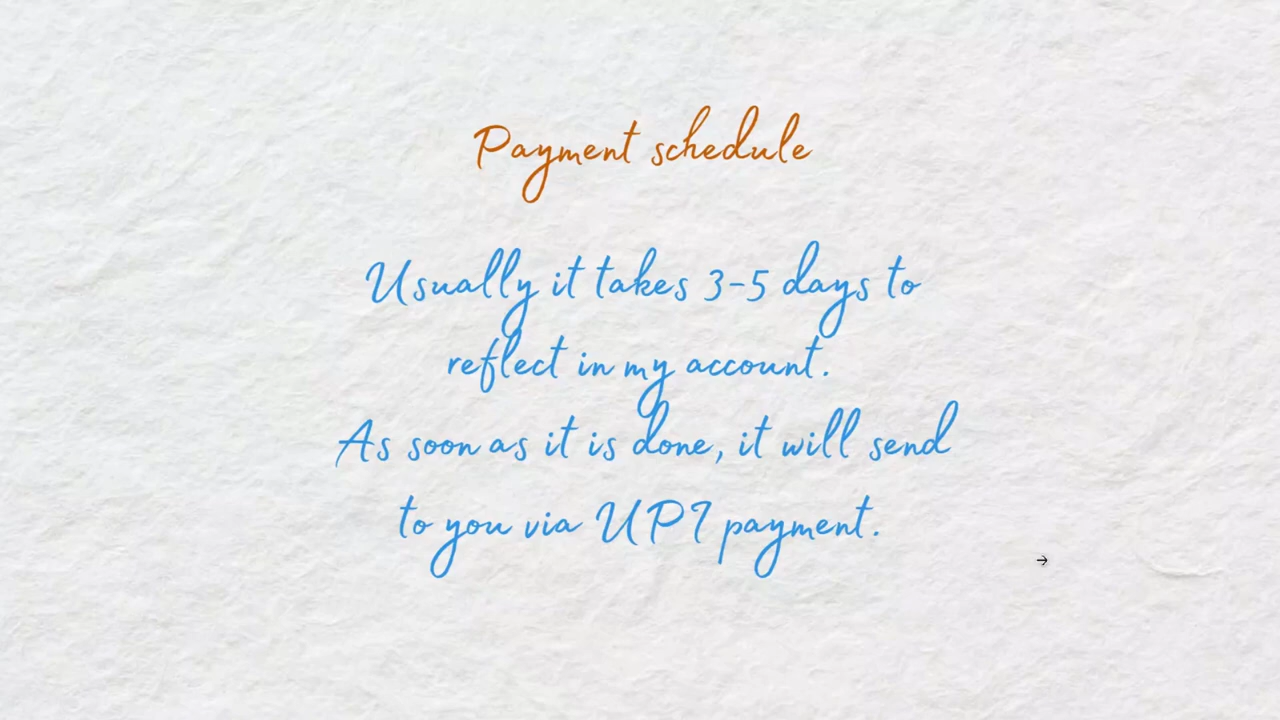 Payment schedule
Usually it takes 3-5 days to
reflect in my account.
As soon as it is done, it will send
to you via UPI payment.
→